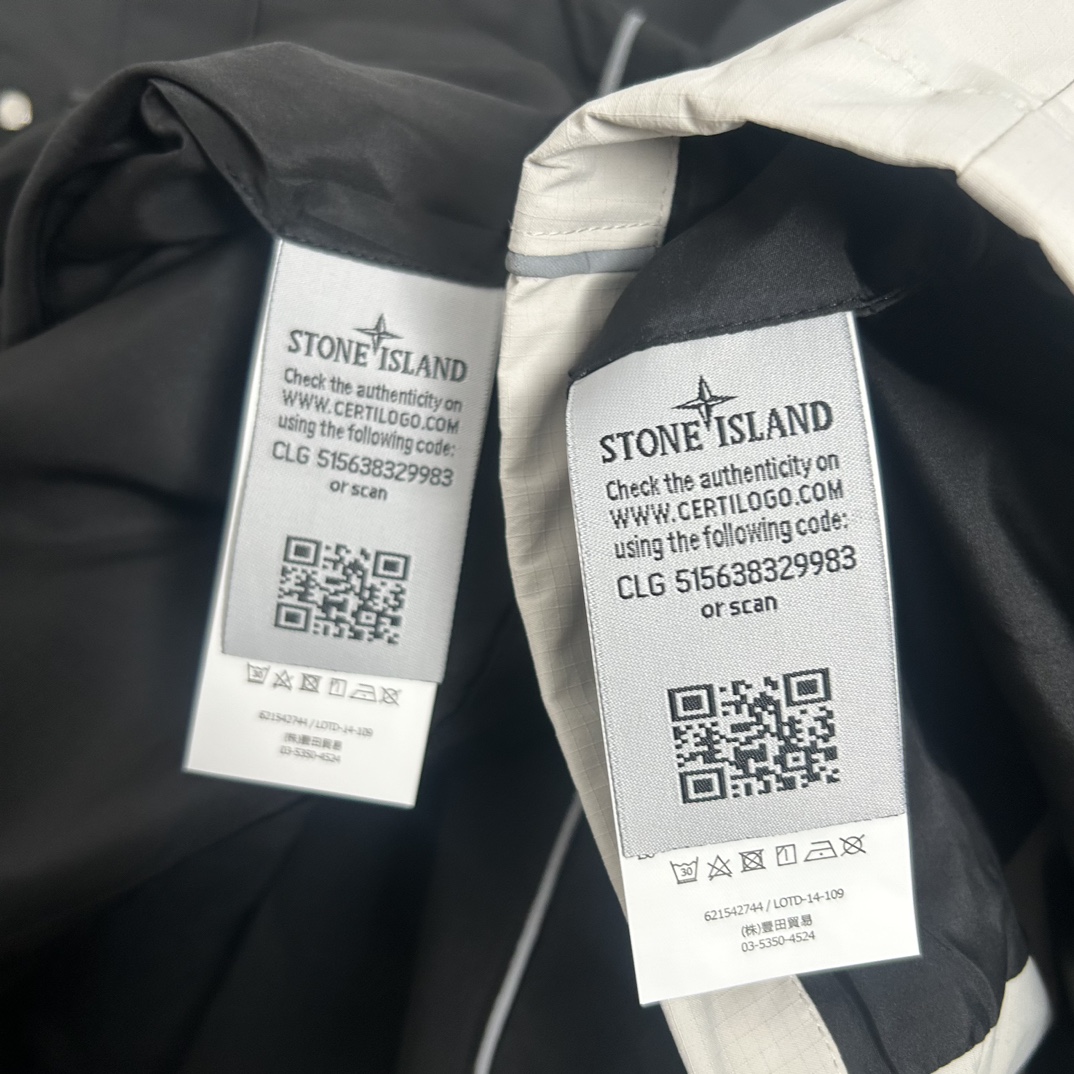 STONE ISLAND
Check the authenticity on
WWW.CERTILOGO.COM
using the following code:
CLG 515638329983
or scan
30
621542744 / LOTD-14-109
(株)豊田貿易
03-5350-4524
STONE ISLAND
Check the authenticity on
WWW.CERTILOGO.COM
using the following code:
CLG 515638329983
or scan
30
621542744 / LOTD-14-109
(株)豊田貿易
03-5350-4524